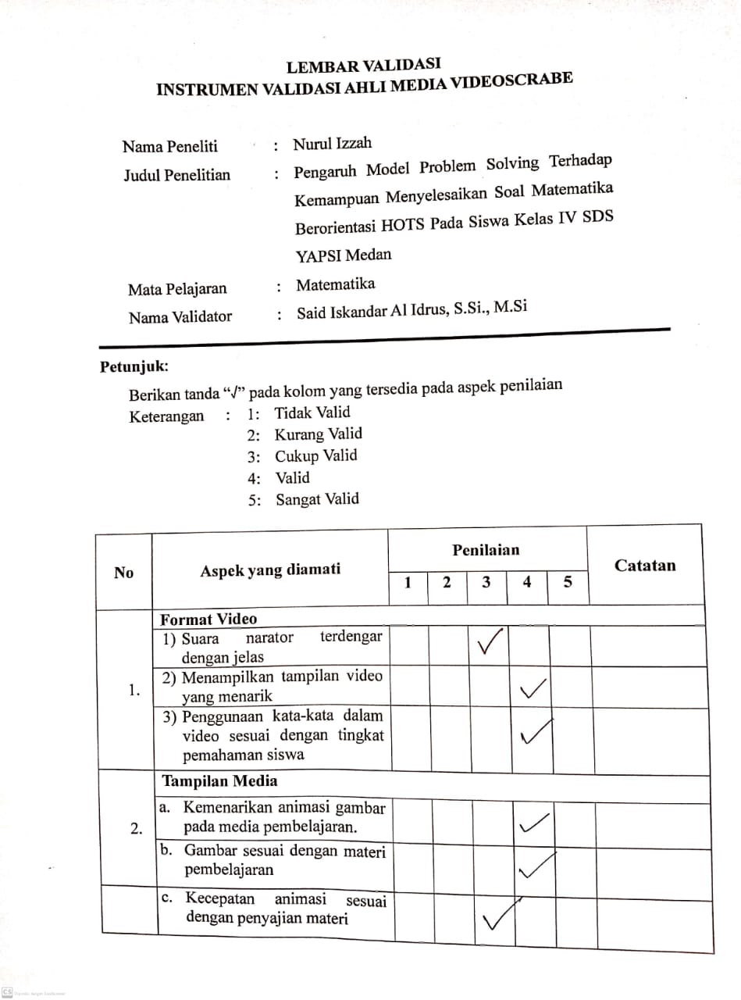 LEMBAR VALIDASI
INSTRUMEN VALIDASI AHLI MEDIA VIDEOSCRABE
Nama Peneliti : Nurul Izzah
Judul Penelitian : Pengaruh Model Problem Solving Terhadap
Kemampuan Menyelesaikan Soal Matematika
Berorientasi HOTS Pada Siswa Kelas IV SDS
YAPSI Medan
Mata Pelajaran : Matematika
Nama Validator : Said Iskandar Al Idrus, S.Si., M.Si
Petunjuk:
Berikan tanda “√” pada kolom yang tersedia pada aspek penilaian
Keterangan : 1: Tidak Valid
2: Kurang Valid
3: Cukup Valid
4: Valid
5: Sangat Valid
No Aspek yang diamati Penilaian Catatan
1 2 3 4 5
1. Format Video
1) Suara narator terdengar ✓
dengan jelas
2) Menampilkan tampilan video ✓
yang menarik
3) Penggunaan kata-kata dalam ✓
video sesuai dengan tingkat
pemahaman siswa
2. Tampilan Media
a. Kemenarikan animasi gambar ✓
pada media pembelajaran.
b. Gambar sesuai dengan materi ✓
pembelajaran
c. Kecepatan animasi sesuai ✓
dengan penyajian materi
CS